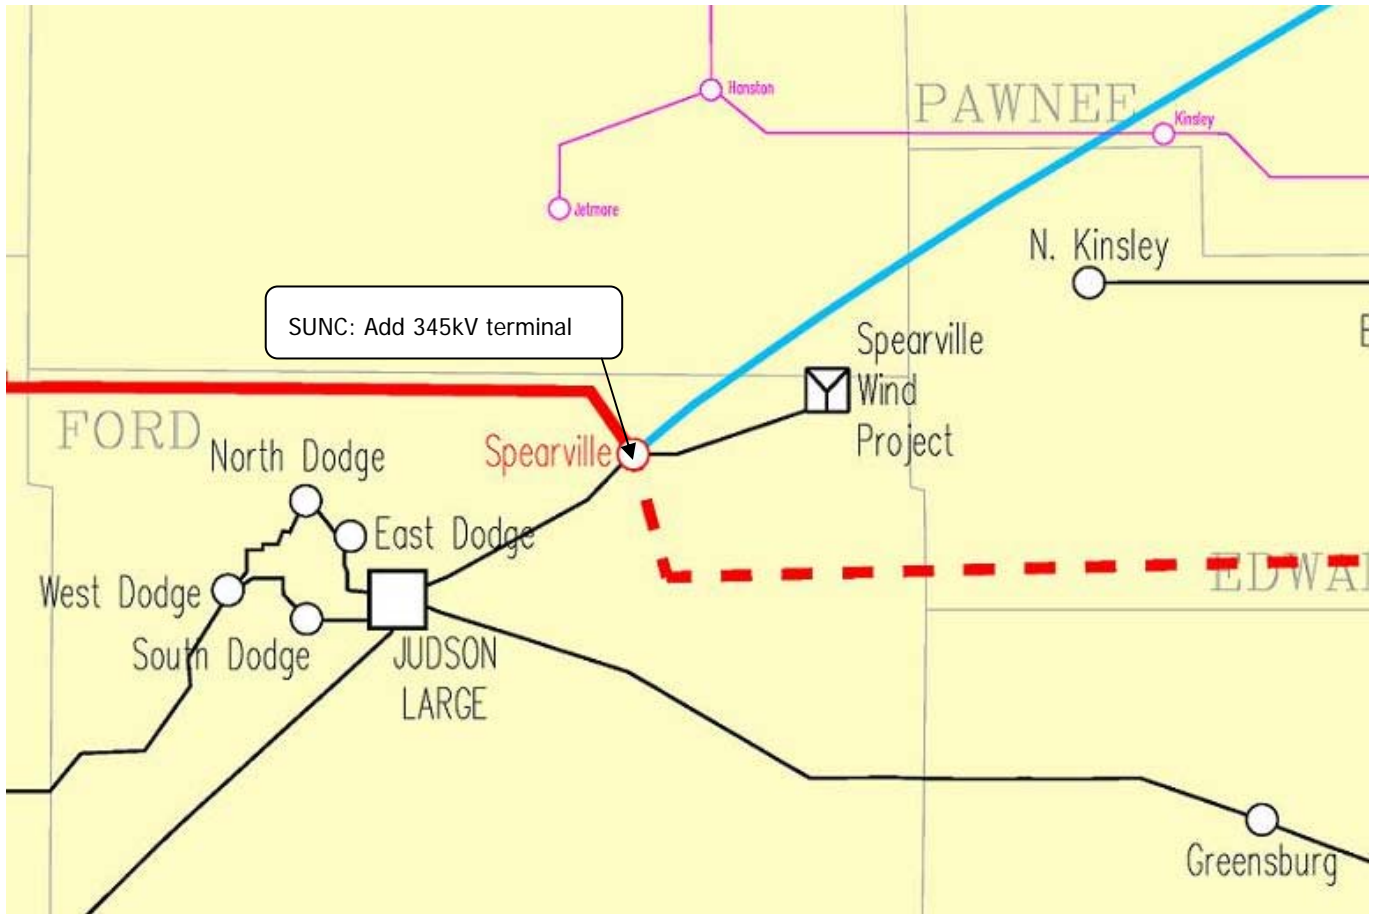 Hanston
PAWNEE
Kinsley
Jetmore
N. Kinsley
SUNC: Add 345kV terminal
Spearville
Wind
Project
E
FORD
North Dodge
Spearville
East Dodge
EDWA
West Dodge
South Dodge
JUDSON
LARGE
Greensburg